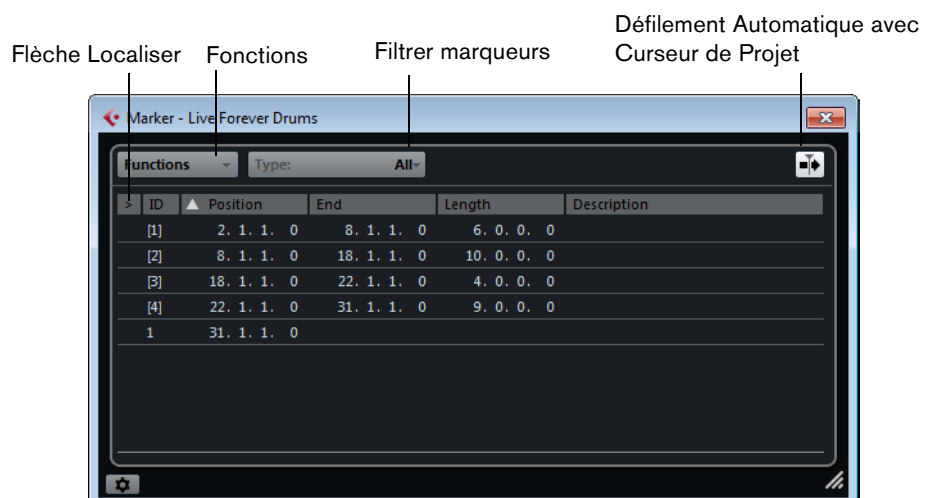 Défilement Automatique avec
Curseur de Projet
Flèche Localiser Fonctions Filtrer marqueurs
Marker - Live Forever Drums
Functions Type: All
> ID Position End Length Description
[1] 2. 1. 1. 0 8. 1. 1. 0 6. 0. 0. 0
[2] 8. 1. 1. 0 18. 1. 1. 0 10. 0. 0. 0
[3] 18. 1. 1. 0 22. 1. 1. 0 4. 0. 0. 0
[4] 22. 1. 1. 0 31. 1. 1. 0 9. 0. 0. 0
1 31. 1. 1. 0